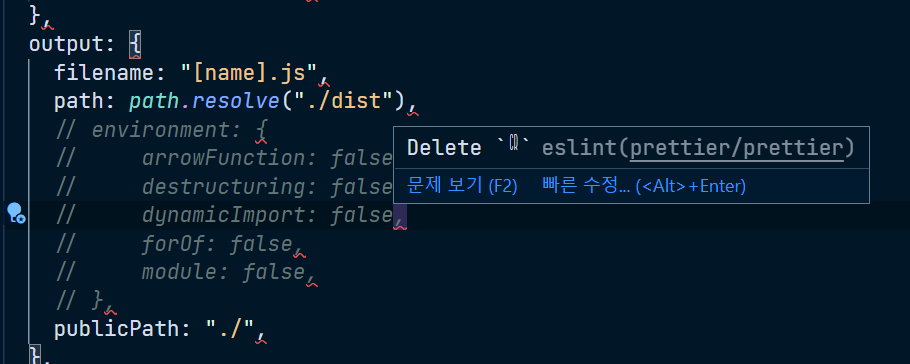 },
output: {
filename: "[name].js",
path: path.resolve("./dist"),
// environment: {
//     arrowFunction: false
//     destructuring: false
//     dynamicImport: false,
//     forOf: false,
//     module: false,
// },
publicPath: "./",
},
Delete `␍` eslint(prettier/prettier)
문제 보기 (F2) 빠른 수정... (<Alt>+Enter)